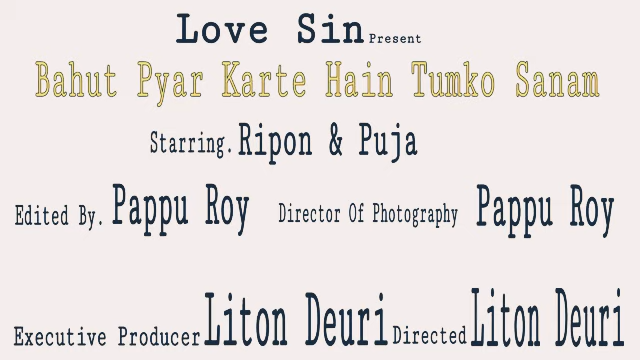 Love Sin Present
Bahut Pyar Karte Hain Tumko Sanam
Starring. Ripon & Puja
Edited By. Pappu Roy Director Of Photography Pappu Roy
Executive Producer Liton Deuri Directed Liton Deuri